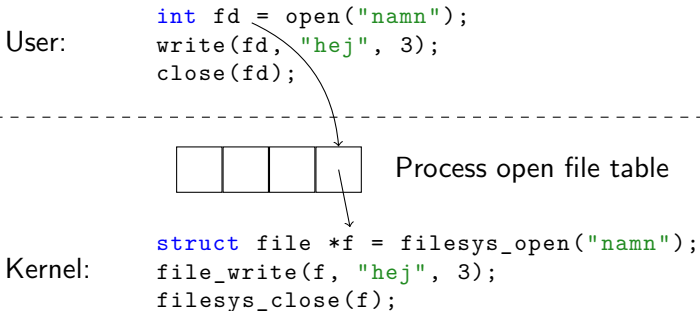 User:
int fd = open("namn");
write(fd, "hej", 3);
close(fd);
Process open file table
Kernel:
struct file *f = filesys_open("namn");
file_write(f, "hej", 3);
filesys_close(f);